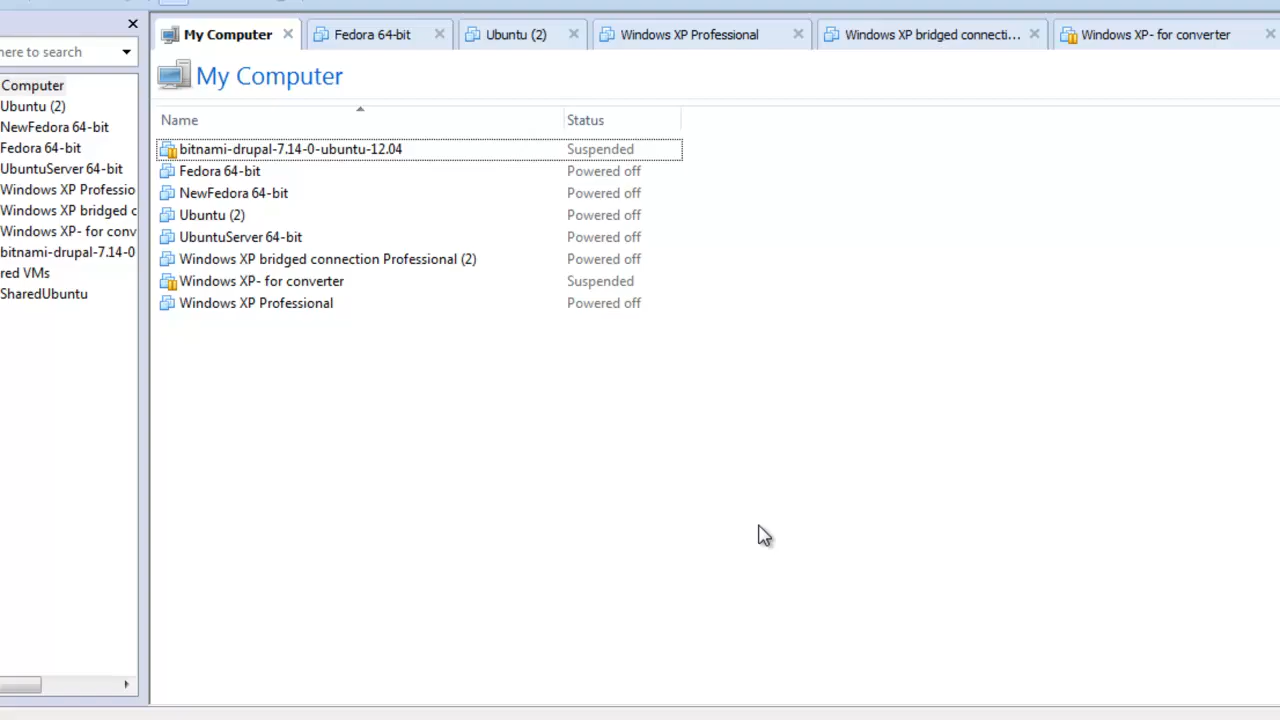 My Computer
Fedora 64-bit
Ubuntu (2)
Windows XP Professional
Windows XP bridged connecti...
Windows XP- for converter
here to search
Computer
Ubuntu (2)
NewFedora 64-bit
Fedora 64-bit
UbuntuServer 64-bit
Windows XP Professio
Windows XP bridged c
Windows XP- for conv
bitnami-drupal-7.14-0
red VMs
SharedUbuntu
My Computer
Name Status
bitnami-drupal-7.14-0-ubuntu-12.04 Suspended
Fedora 64-bit Powered off
NewFedora 64-bit Powered off
Ubuntu (2) Powered off
UbuntuServer 64-bit Powered off
Windows XP bridged connection Professional (2) Powered off
Windows XP- for converter Suspended
Windows XP Professional Powered off